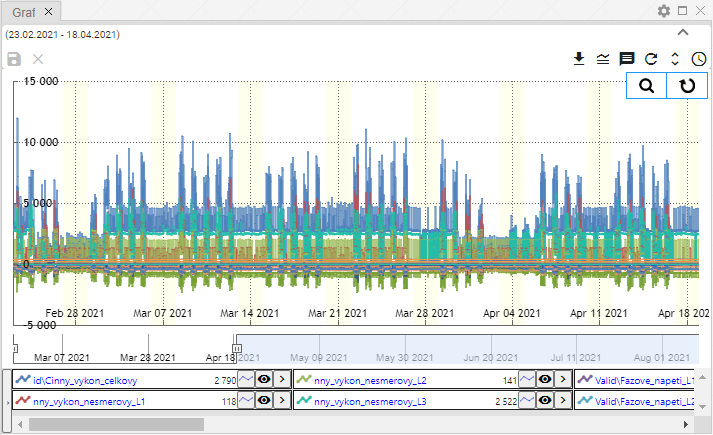 Graf
(23.02.2021 - 18.04.2021)
15 000
10 000
5 000
0
-5 000
Feb 28 2021 Mar 07 2021 Mar 14 2021 Mar 21 2021 Mar 28 2021 Apr 04 2021 Apr 11 2021 Apr 18 202
Mar 07 2021 Mar 28 2021 Apr 18 2021 May 09 2021 May 30 2021 Jun 20 2021 Jul 11 2021 Aug 01 2021
id\Cinny_vykon_celkovy 2 790 nny_vykon_nesmerovy_L2 141 Valid\Fazove_napeti_L1
nny_vykon_nesmerovy_L1 118 nny_vykon_nesmerovy_L3 2 522 Valid\Fazove_napeti_L2